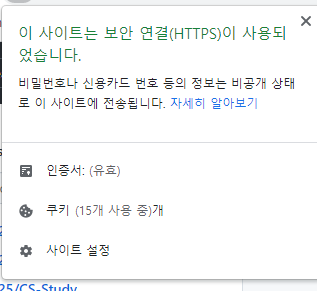 이 사이트는 보안 연결(HTTPS)이 사용되
었습니다.
비밀번호나 신용카드 번호 등의 정보는 비공개 상태
로 이 사이트에 전송됩니다. 자세히 알아보기
인증서: (유효)
쿠키 (15개 사용 중)개
사이트 설정
25/CS-Study